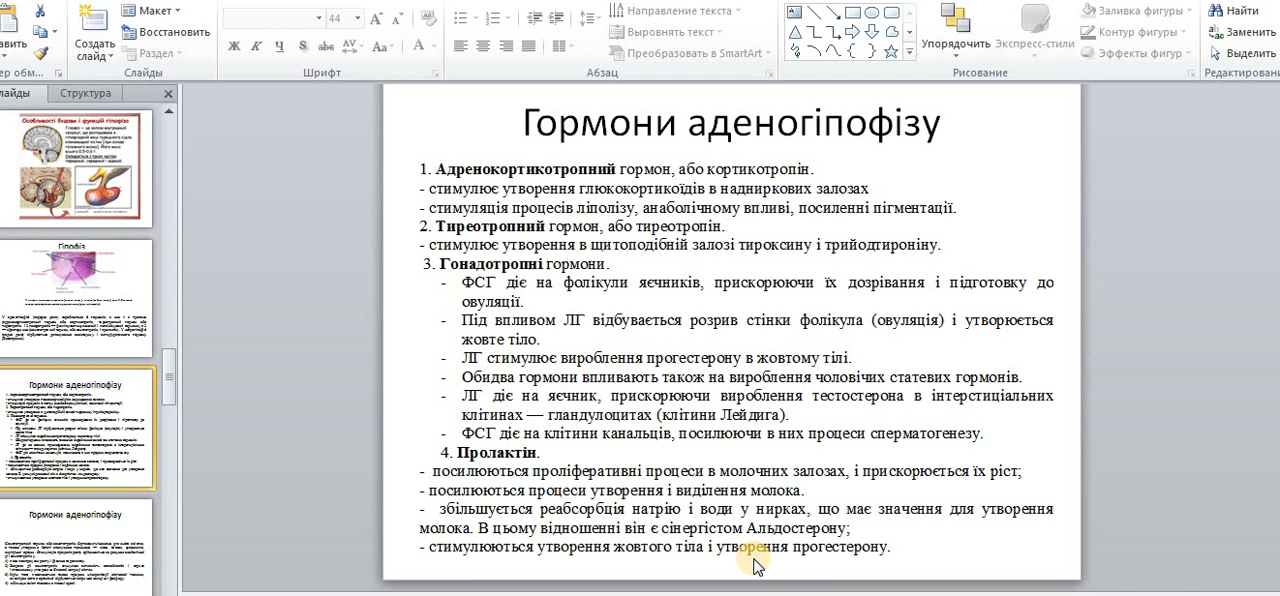 Макет
Восстановить
Раздел
Создать
слайд
Слайды
44
Ж К Ч S abc AV Aa А
Шрифт
Направление текста
Выровнять текст
Преобразовать в SmartArt
Абзац
Упорядочить
Экспресс-стили
Заливка фигуры
Контур фигуры
Эффекты фигур
Рисование
Найти
Заменить
Выделить
Структура
Особливості будови і функцій гіпофіза
Гіпофіз
Гормони аденогіпофізу
Гормони аденогіпофізу
Гормони аденогіпофізу
1. Адренокортикотропний гормон, або кортикотропін.
- стимулює утворення глюкокортикоїдів в надниркових залозах
- стимуляція процесів ліполізу, анаболічному впливі, посиленні пігментації.
2. Тиреотропний гормон, або тиреотропін.
- стимулює утворення в щитоподібній залозі тироксину і трийодтироніну.
3. Гонадотропні гормони.
- ФСГ діє на фолікули яєчників, прискорюючи їх дозрівання і підготовку до
овуляції.
- Під впливом ЛГ відбувається розрив стінки фолікула (овуляція) і утворюється
жовте тіло.
- ЛГ стимулює вироблення прогестерону в жовтому тілі.
- Обидва гормони впливають також на вироблення чоловічих статевих гормонів.
- ЛГ діє на яєчник, прискорюючи вироблення тестостерона в інтерстиціальних
клітинах — гландулоцитах (клітини Лейдига).
- ФСГ діє на клітини канальців, посилюючи в них процеси сперматогенезу.
4. Пролактін.
- посилюються проліферативні процеси в молочних залозах, і прискорюється їх ріст;
- посилюються процеси утворення і виділення молока.
- збільшується реабсорбція натрію і води у нирках, що має значення для утворення
молока. В цьому відношенні він є сінергістом Альдостерону;
- стимулюються утворення жовтого тіла і утворення прогестерону.